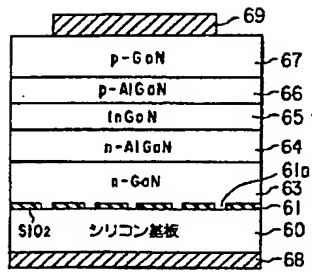 69
p-GaN
67
p-AlGaN
66
InGaN
65
n-AlGaN
64
61a
n-GaN
63
61
SiO2
シリコン基板
60
68